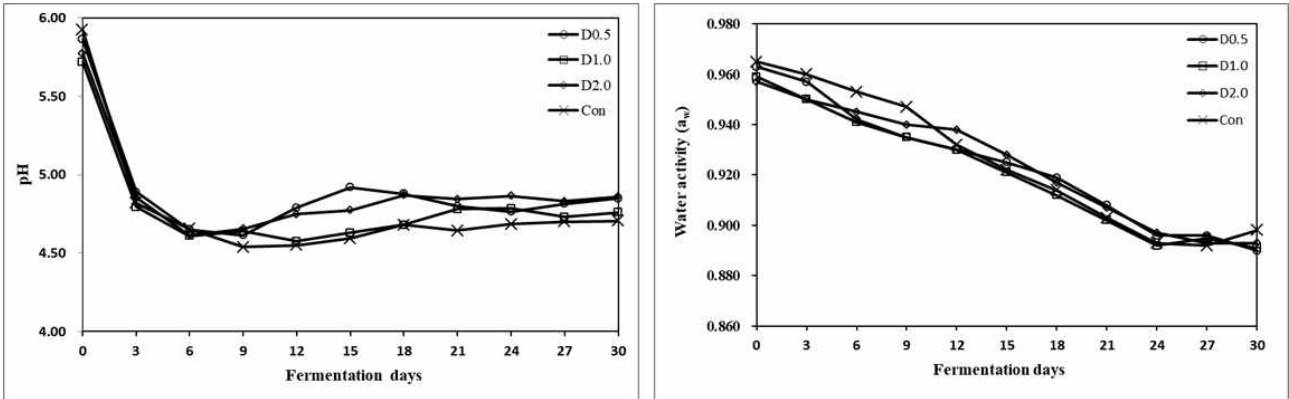 6.00
5.50
5.00
4.50
4.00
pH
D0.5
D1.0
D2.0
Con
0 3 6 9 12 15 18 21 24 27 30
Fermentation days
0.980
0.960
0.940
0.920
0.900
0.880
0.860
Water activity (aw)
D0.5
D1.0
D2.0
Con
0 3 6 9 12 15 18 21 24 27 30
Fermentation days